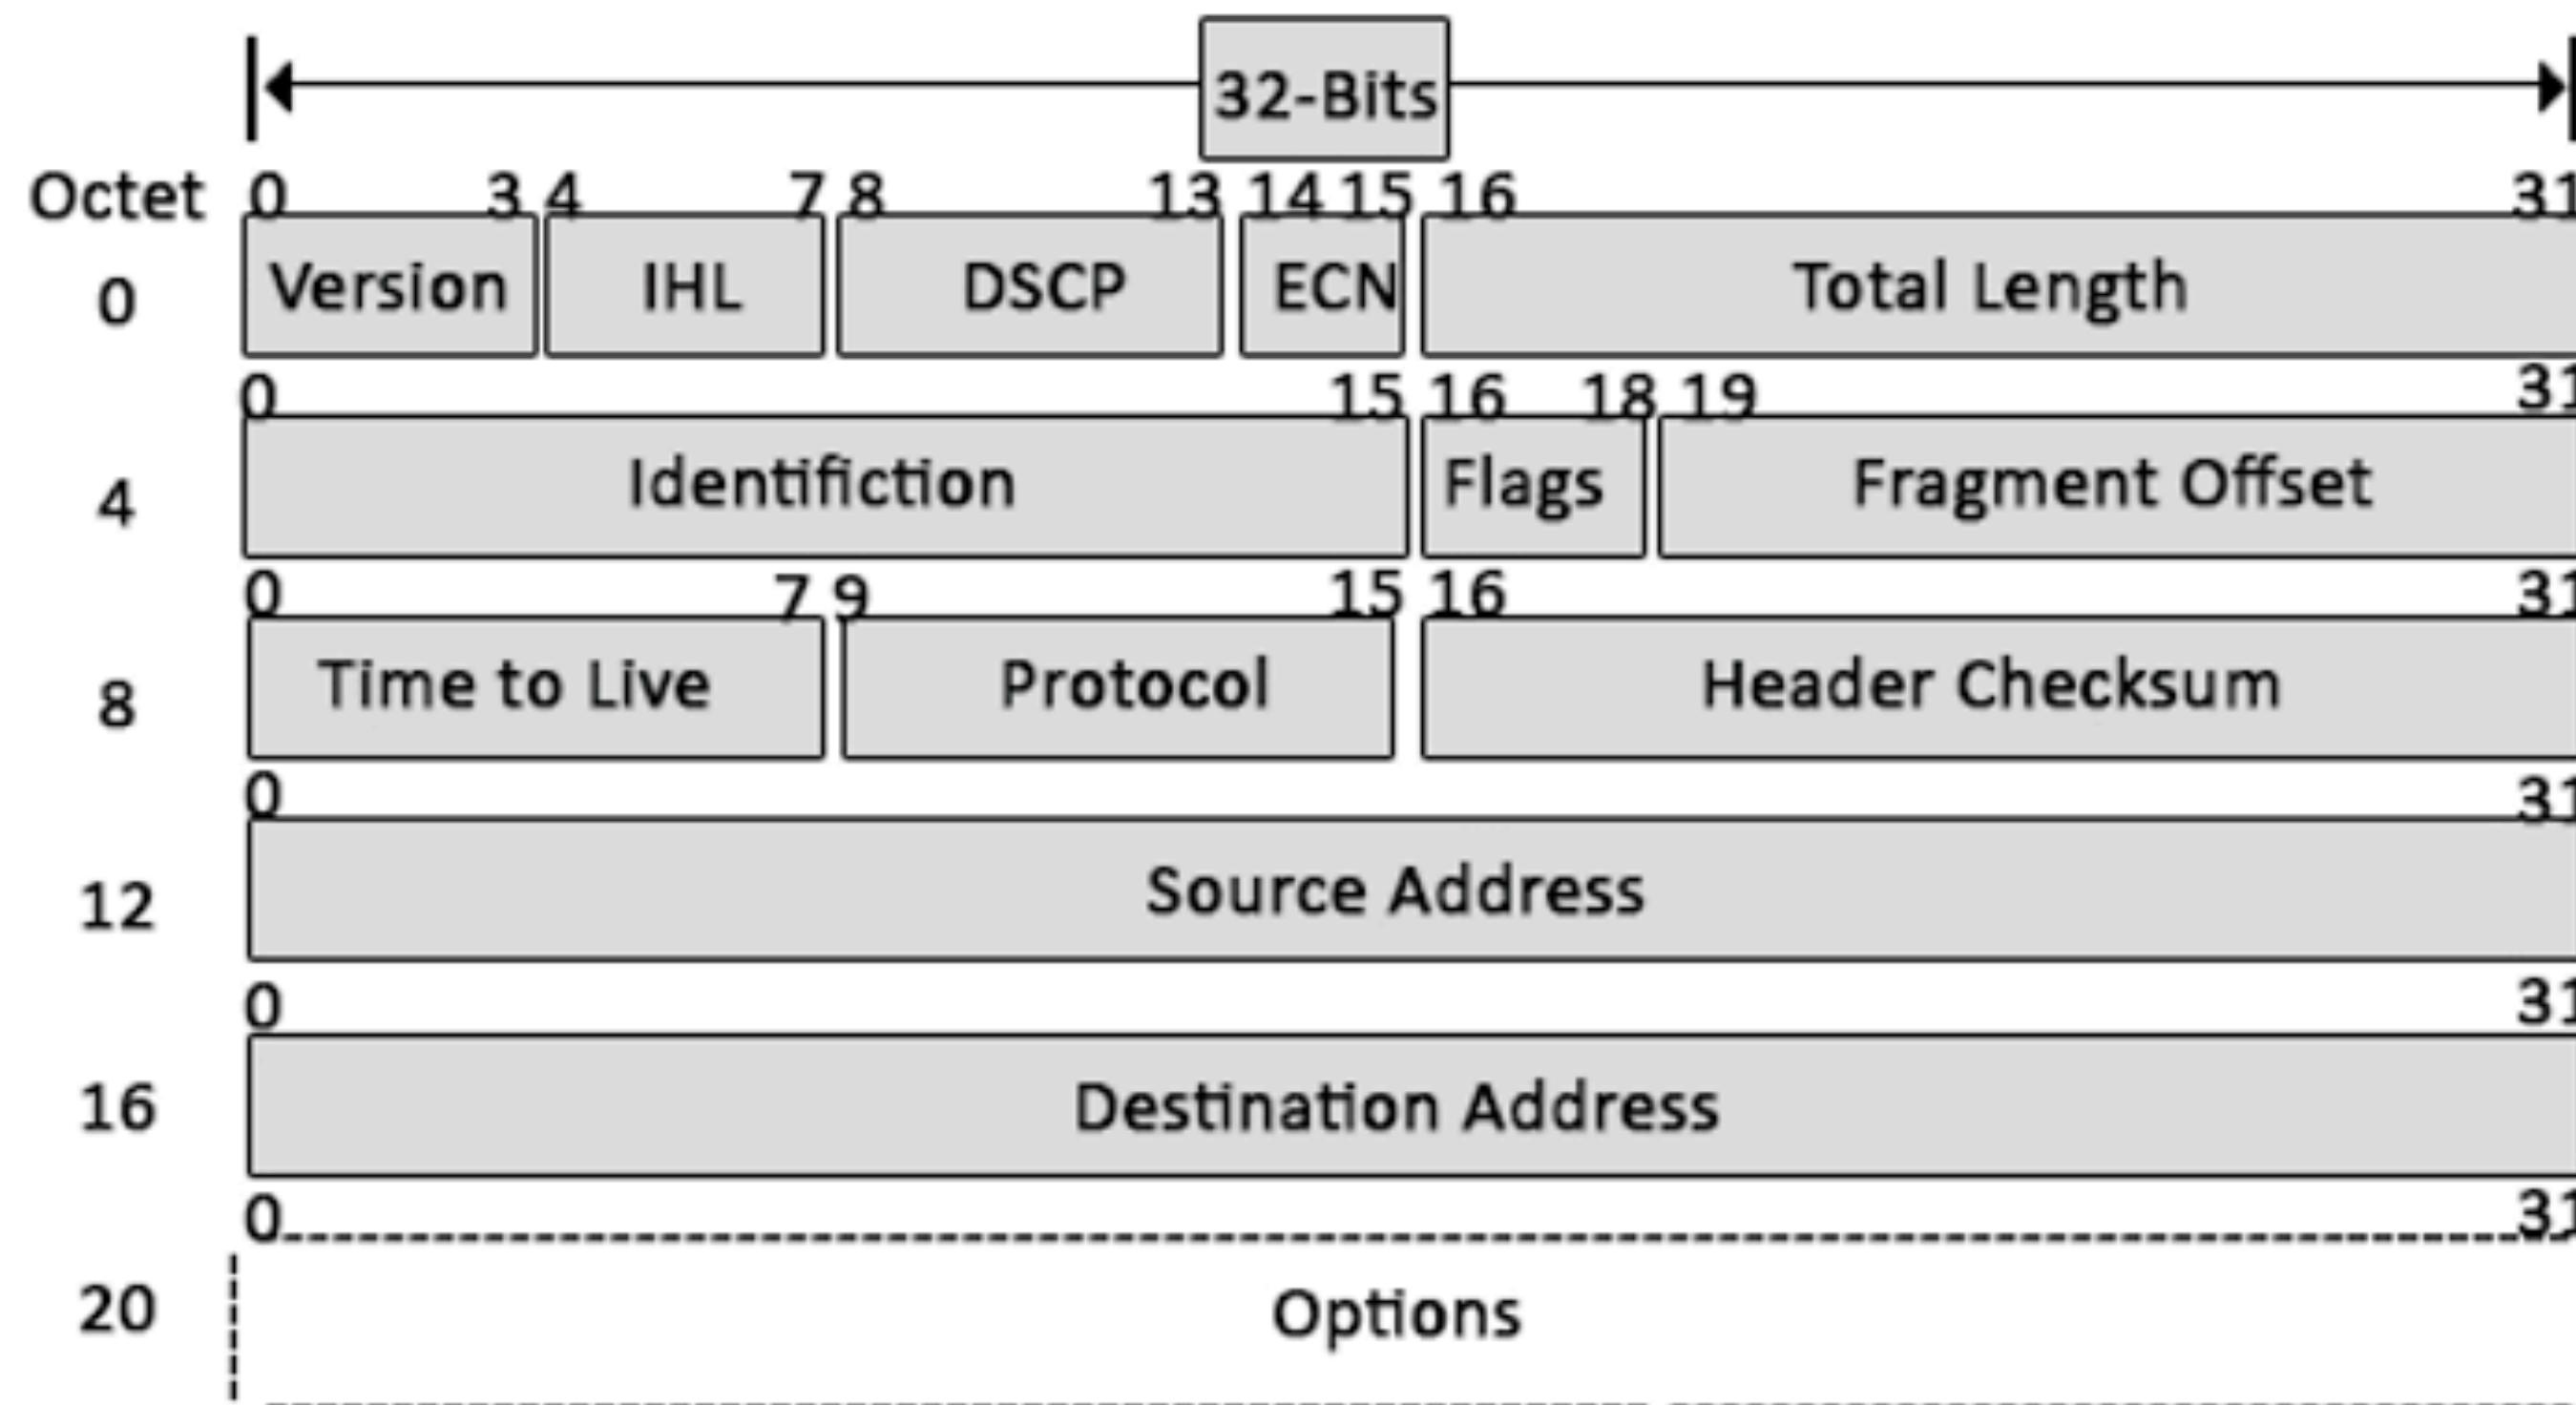 32-Bits
Octet 0 3 4 7 8 13 14 15 16 31
0 Version IHL DSCP ECN Total Length
0 15 16 18 19 31
4 Identifiction Flags Fragment Offset
0 7 9 15 16 31
8 Time to Live Protocol Header Checksum
0 31
12 Source Address
0 31
16 Destination Address
0 31
20 Options